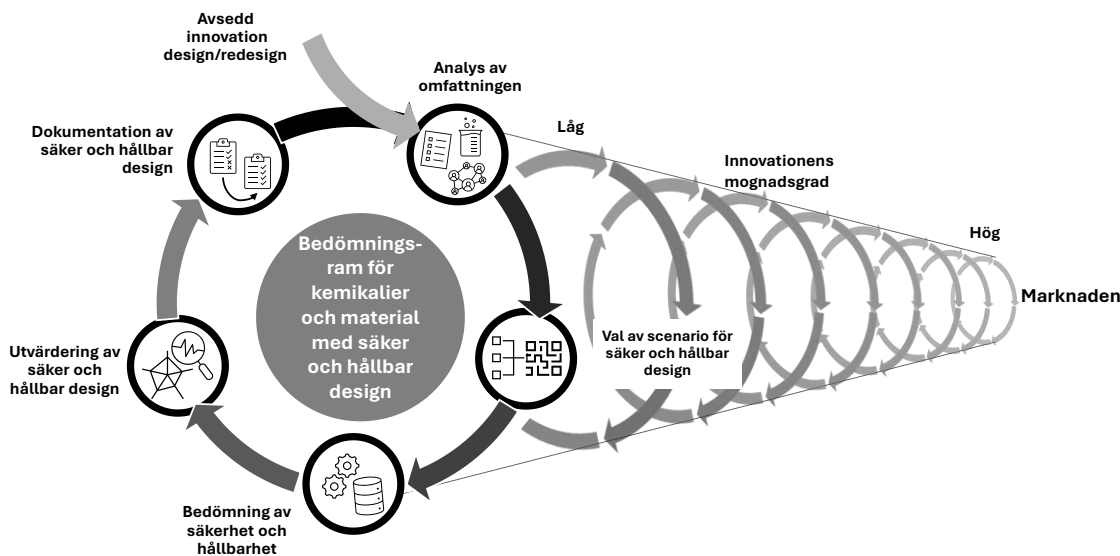 Avsedd
innovation
design/redesign
Analys av
omfattningen
Dokumentation av
säker och hållbar
design
Låg
Innovationens
mognadsgrad
Hög
Marknaden
Bedömnings-
ram för
kemikalier
och material
med säker
och hållbar
design
Val av scenario för
säker och hållbar
design
Utvärdering av
säker och
hållbar design
Bedömning av
säkerhet och
hållbarhet